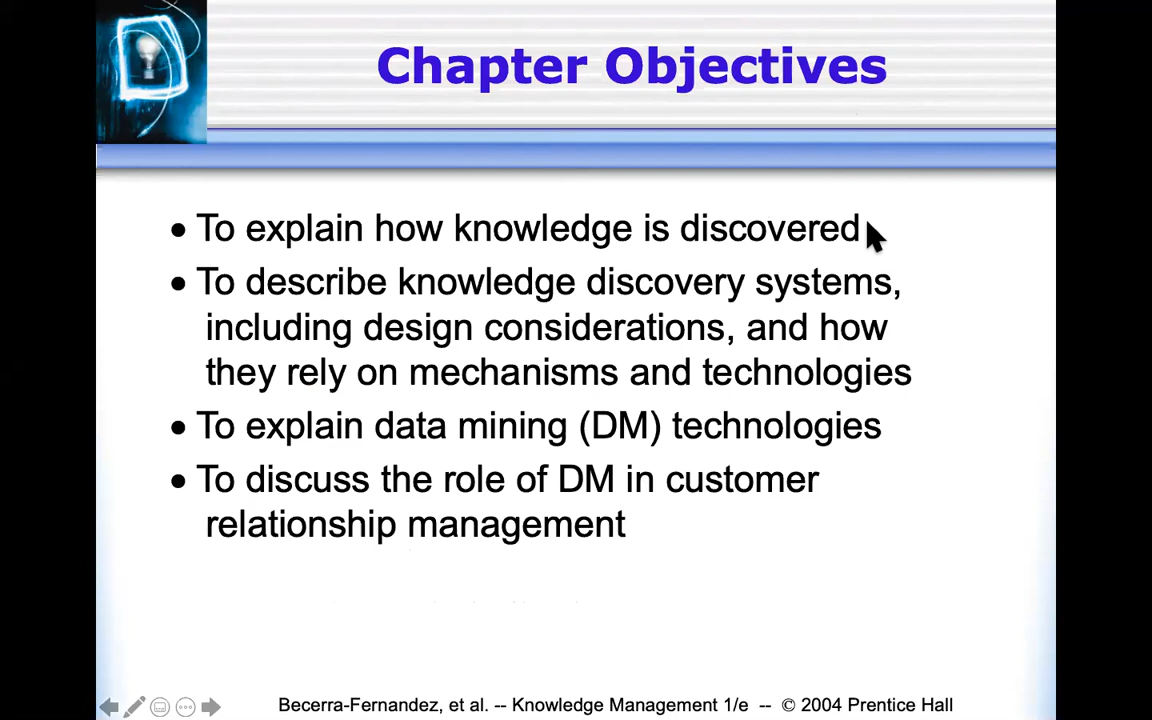 Chapter Objectives
• To explain how knowledge is discovered
• To describe knowledge discovery systems,
including design considerations, and how
they rely on mechanisms and technologies
• To explain data mining (DM) technologies
• To discuss the role of DM in customer
relationship management
Becerra-Fernandez, et al. -- Knowledge Management 1/e -- © 2004 Prentice Hall